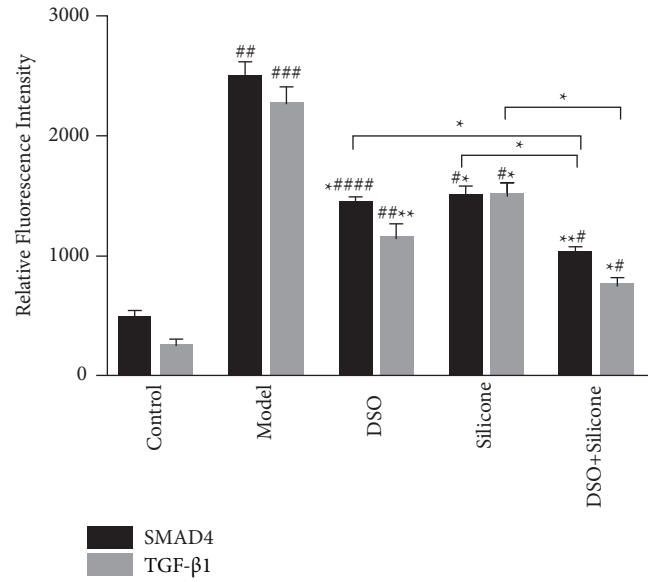 Relative Fluorescence Intensity
3000
2000
1000
0
##
###
*####
##**
#*
#*
**#
*#
*
*
*
Control
Model
DSO
Silicone
DSO+Silicone
SMAD4
TGF-β1